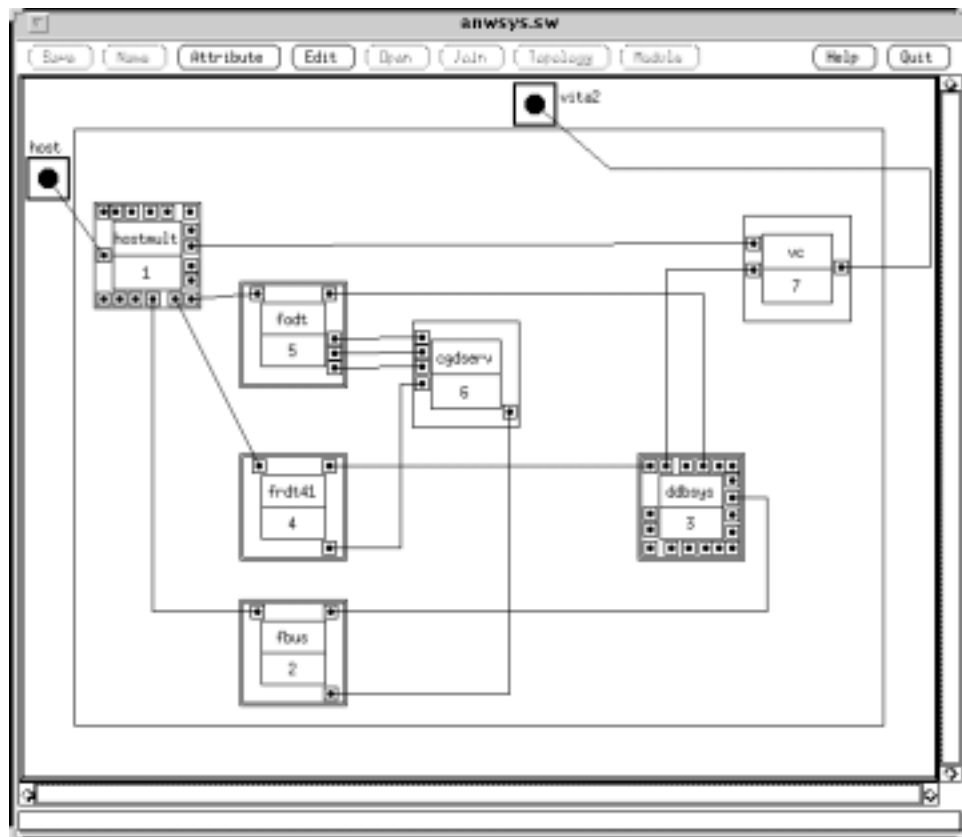 anwsys.sw
Save Name Attribute Edit Open Join Topology Module Help Quit
vita2
host
hostmult
1
vc
7
fodt
5
cgdserv
6
frdt41
4
ddbsys
3
fbus
2